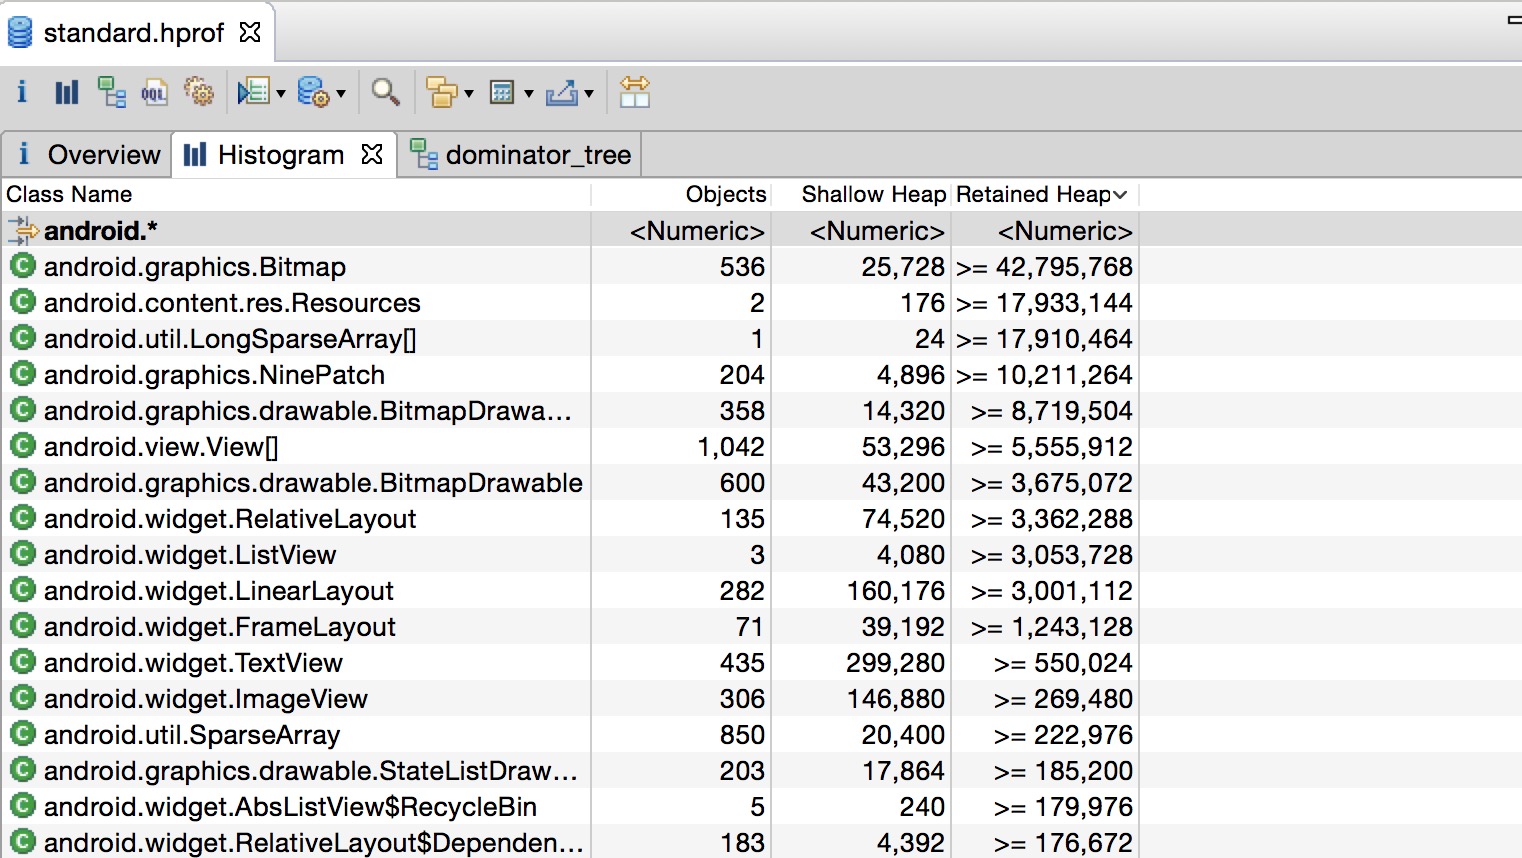 standard.hprof
i OQL
i Overview Histogram dominator_tree
Class Name Objects Shallow Heap Retained Heap
android.* <Numeric> <Numeric> <Numeric>
C android.graphics.Bitmap 536 25,728 >= 42,795,768
C android.content.res.Resources 2 176 >= 17,933,144
C android.util.LongSparseArray[] 1 24 >= 17,910,464
C android.graphics.NinePatch 204 4,896 >= 10,211,264
C android.graphics.drawable.BitmapDrawa... 358 14,320 >= 8,719,504
C android.view.View[] 1,042 53,296 >= 5,555,912
C android.graphics.drawable.BitmapDrawable 600 43,200 >= 3,675,072
C android.widget.RelativeLayout 135 74,520 >= 3,362,288
C android.widget.ListView 3 4,080 >= 3,053,728
C android.widget.LinearLayout 282 160,176 >= 3,001,112
C android.widget.FrameLayout 71 39,192 >= 1,243,128
C android.widget.TextView 435 299,280 >= 550,024
C android.widget.ImageView 306 146,880 >= 269,480
C android.util.SparseArray 850 20,400 >= 222,976
C android.graphics.drawable.StateListDraw... 203 17,864 >= 185,200
C android.widget.AbsListView$RecycleBin 5 240 >= 179,976
C android.widget.RelativeLayout$Dependen... 183 4,392 >= 176,672